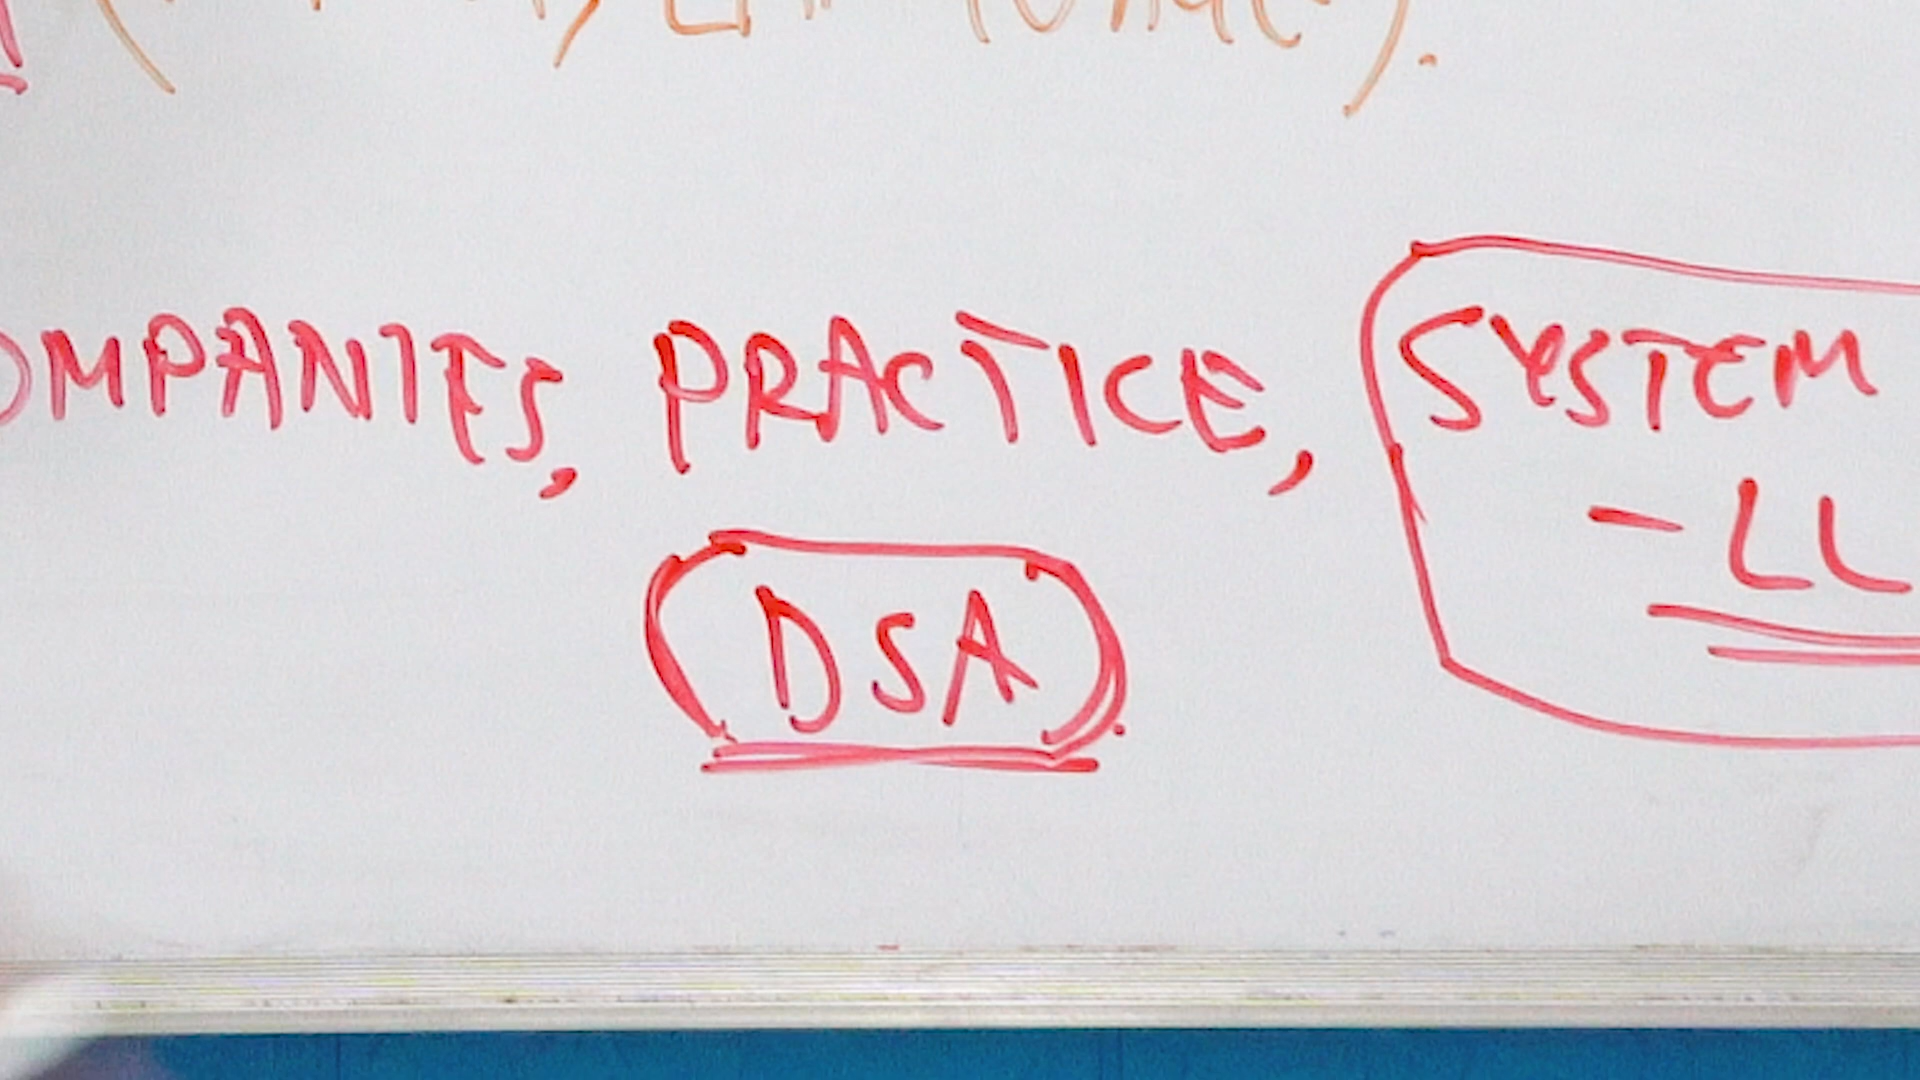 OMPANIES, PRACTICE, SYSTEM
- LL
DSA